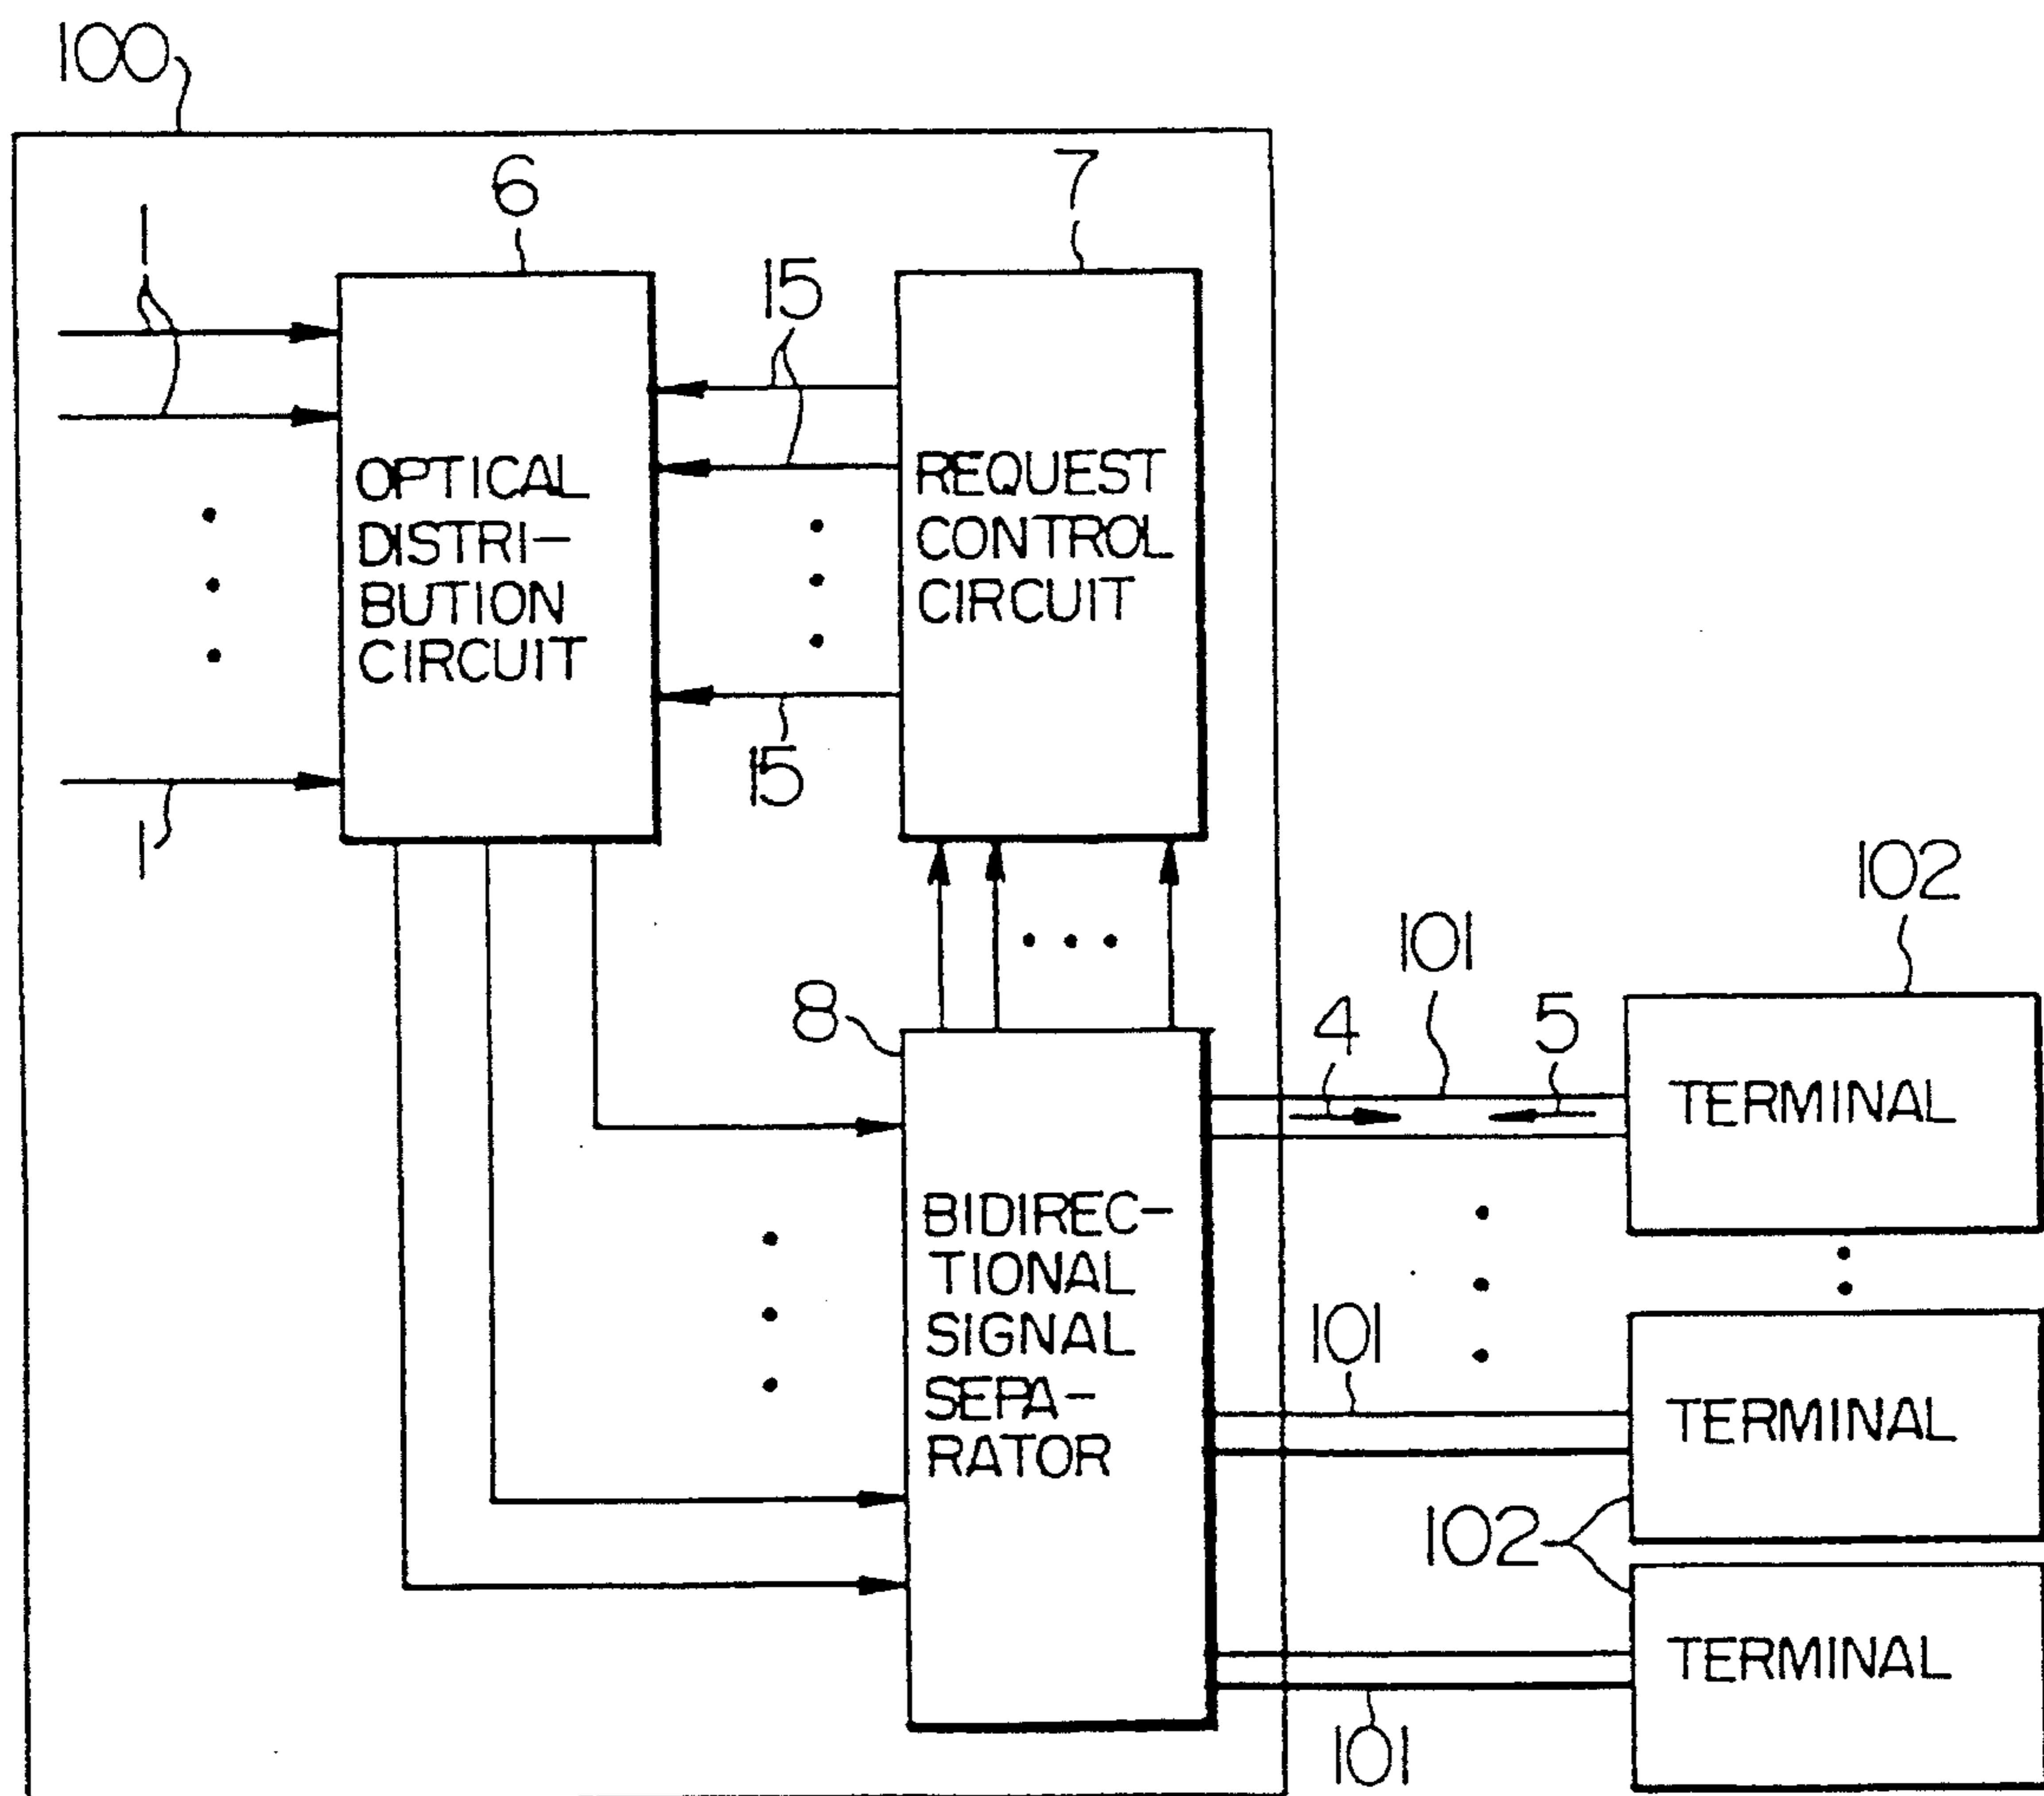 100
1
6
7
15
OPTICAL
DISTRI-
BUTION
CIRCUIT
REQUEST
CONTROL
CIRCUIT
15
1
8
4
101
5
102
TERMINAL
BIDIREC-
TIONAL
SIGNAL
SEPA-
RATOR
101
TERMINAL
102
TERMINAL
101